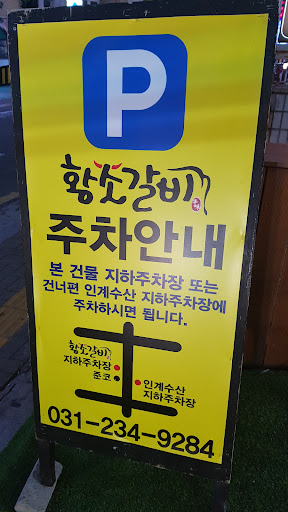 P
황소갈비
주차안내
본 건물 지하주차장 또는
건너편 인계수산 지하주차장에
주차하시면 됩니다.
황소갈비
지하주차장
준코
인계수산
지하주차장
031-234-9284